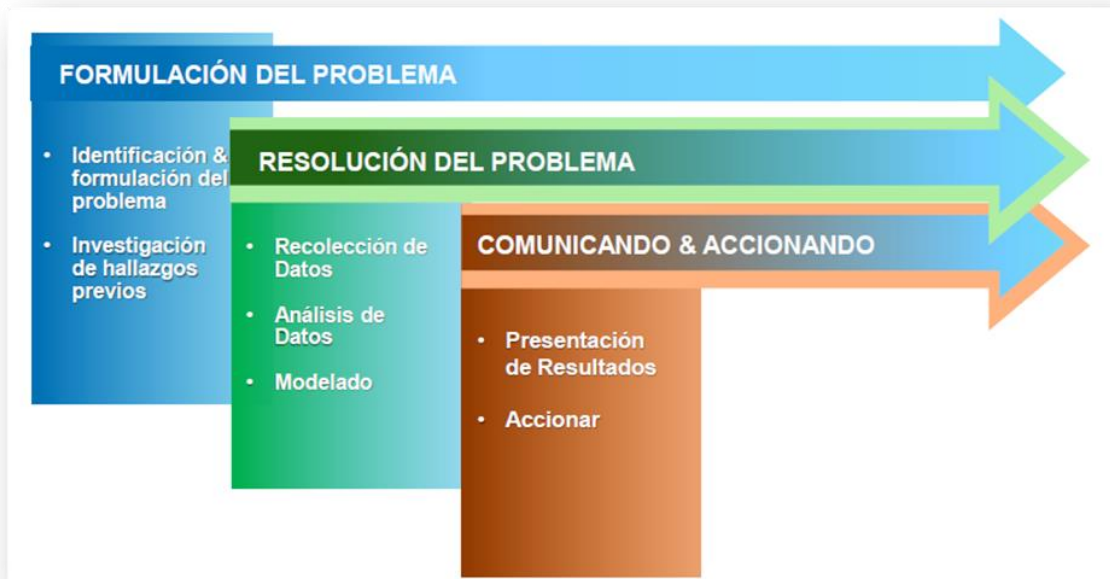 FORMULACIÓN DEL PROBLEMA
• Identificación &
formulación del
problema
• Investigación
de hallazgos
previos
RESOLUCIÓN DEL PROBLEMA
• Recolección de
Datos
• Análisis de
Datos
• Modelado
COMUNICANDO & ACCIONANDO
• Presentación
de Resultados
• Accionar